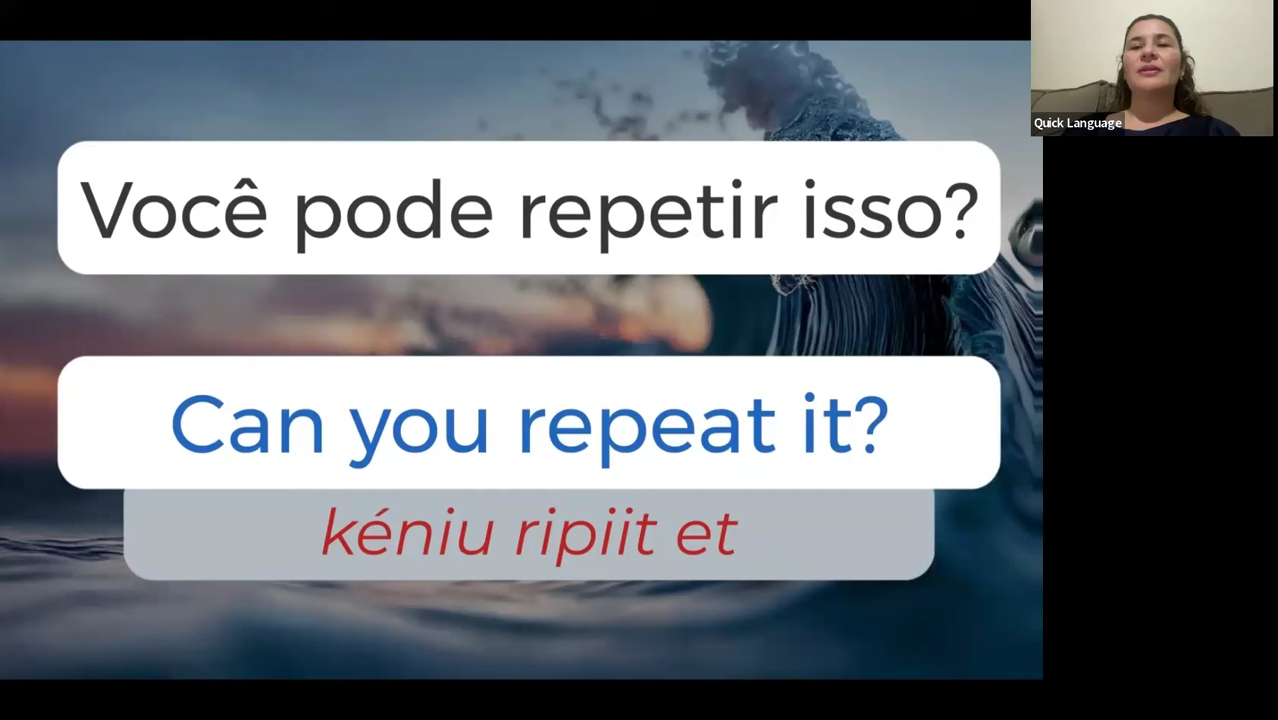 Você pode repetir isso?
Can you repeat it?
kéniu ripiit et
Quick Language